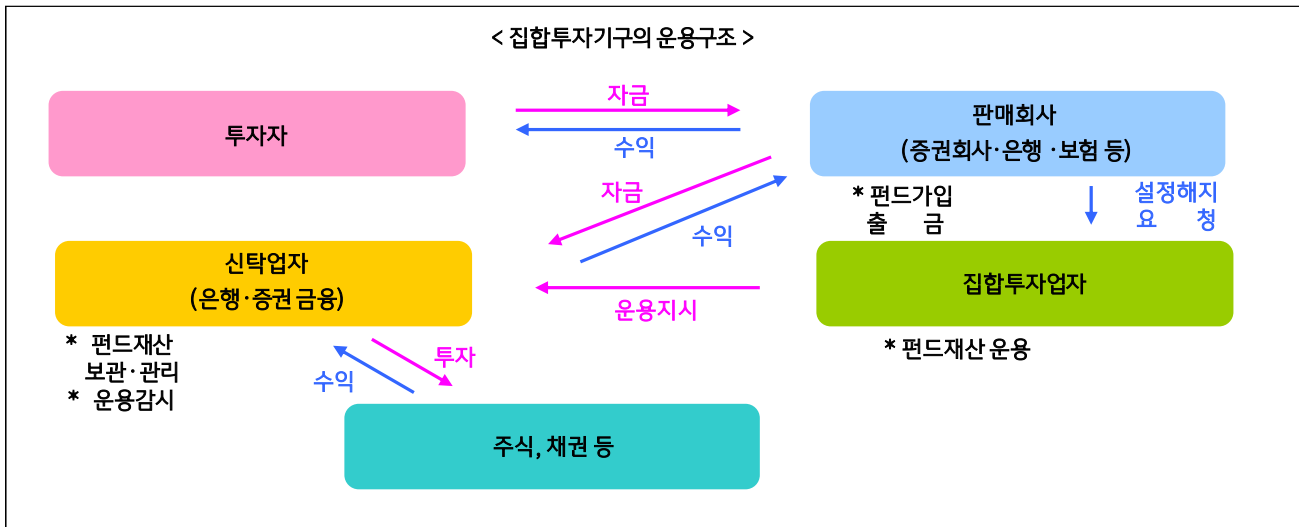 < 집합투자기구의 운용구조 >
자금
투자자
수익
판매회사
(증권회사·은행 ·보험 등)
자금
수익
* 펀드가입
출 금
설정해지
요 청
신탁업자
(은행·증권 금융)
운용지시
집합투자업자
* 펀드재산
보관·관리
* 운용감시
수익
투자
* 펀드재산 운용
주식, 채권 등